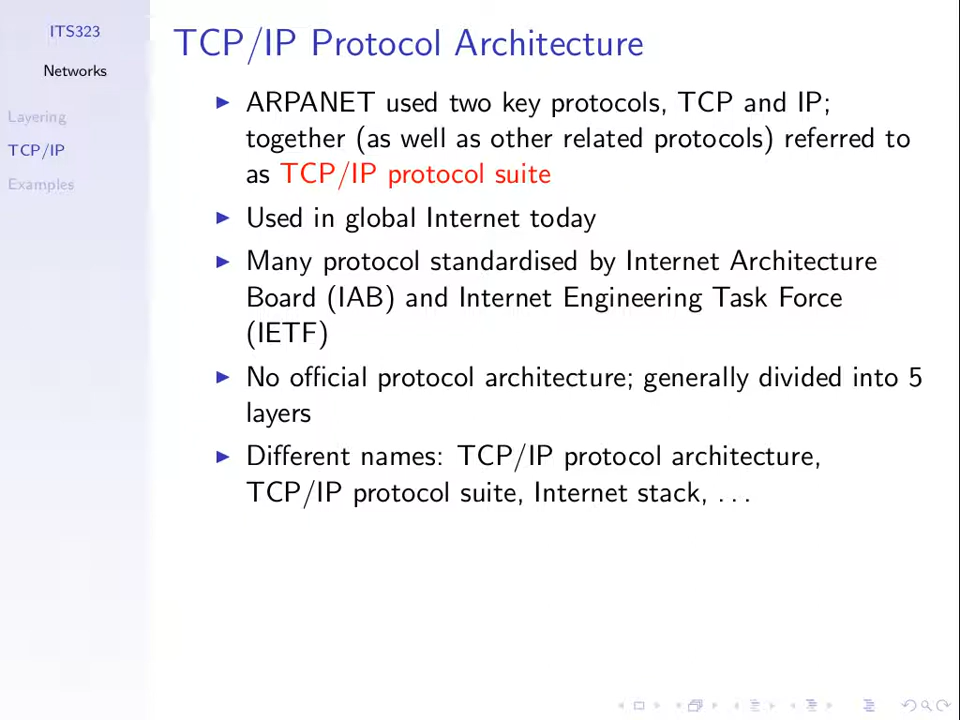 ITS323
Networks
Layering
TCP/IP
Examples
TCP/IP Protocol Architecture
ARPANET used two key protocols, TCP and IP;
together (as well as other related protocols) referred to
as TCP/IP protocol suite
Used in global Internet today
Many protocol standardised by Internet Architecture
Board (IAB) and Internet Engineering Task Force
(IETF)
No official protocol architecture; generally divided into 5
layers
Different names: TCP/IP protocol architecture,
TCP/IP protocol suite, Internet stack, . . .